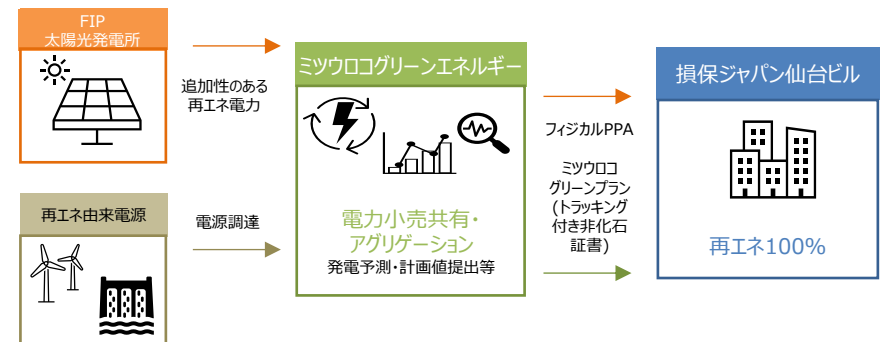 FIP
太陽光発電所
追加性のある
再エネ電力
再エネ由来電源
電源調達
ミツウロコグリーンエネルギー
電力小売共有・
アグリゲーション
発電予測・計画値提出等
フィジカルPPA
ミツウロコ
グリーンプラン
(トラッキング
付き非化石
証書)
損保ジャパン仙台ビル
再エネ100%